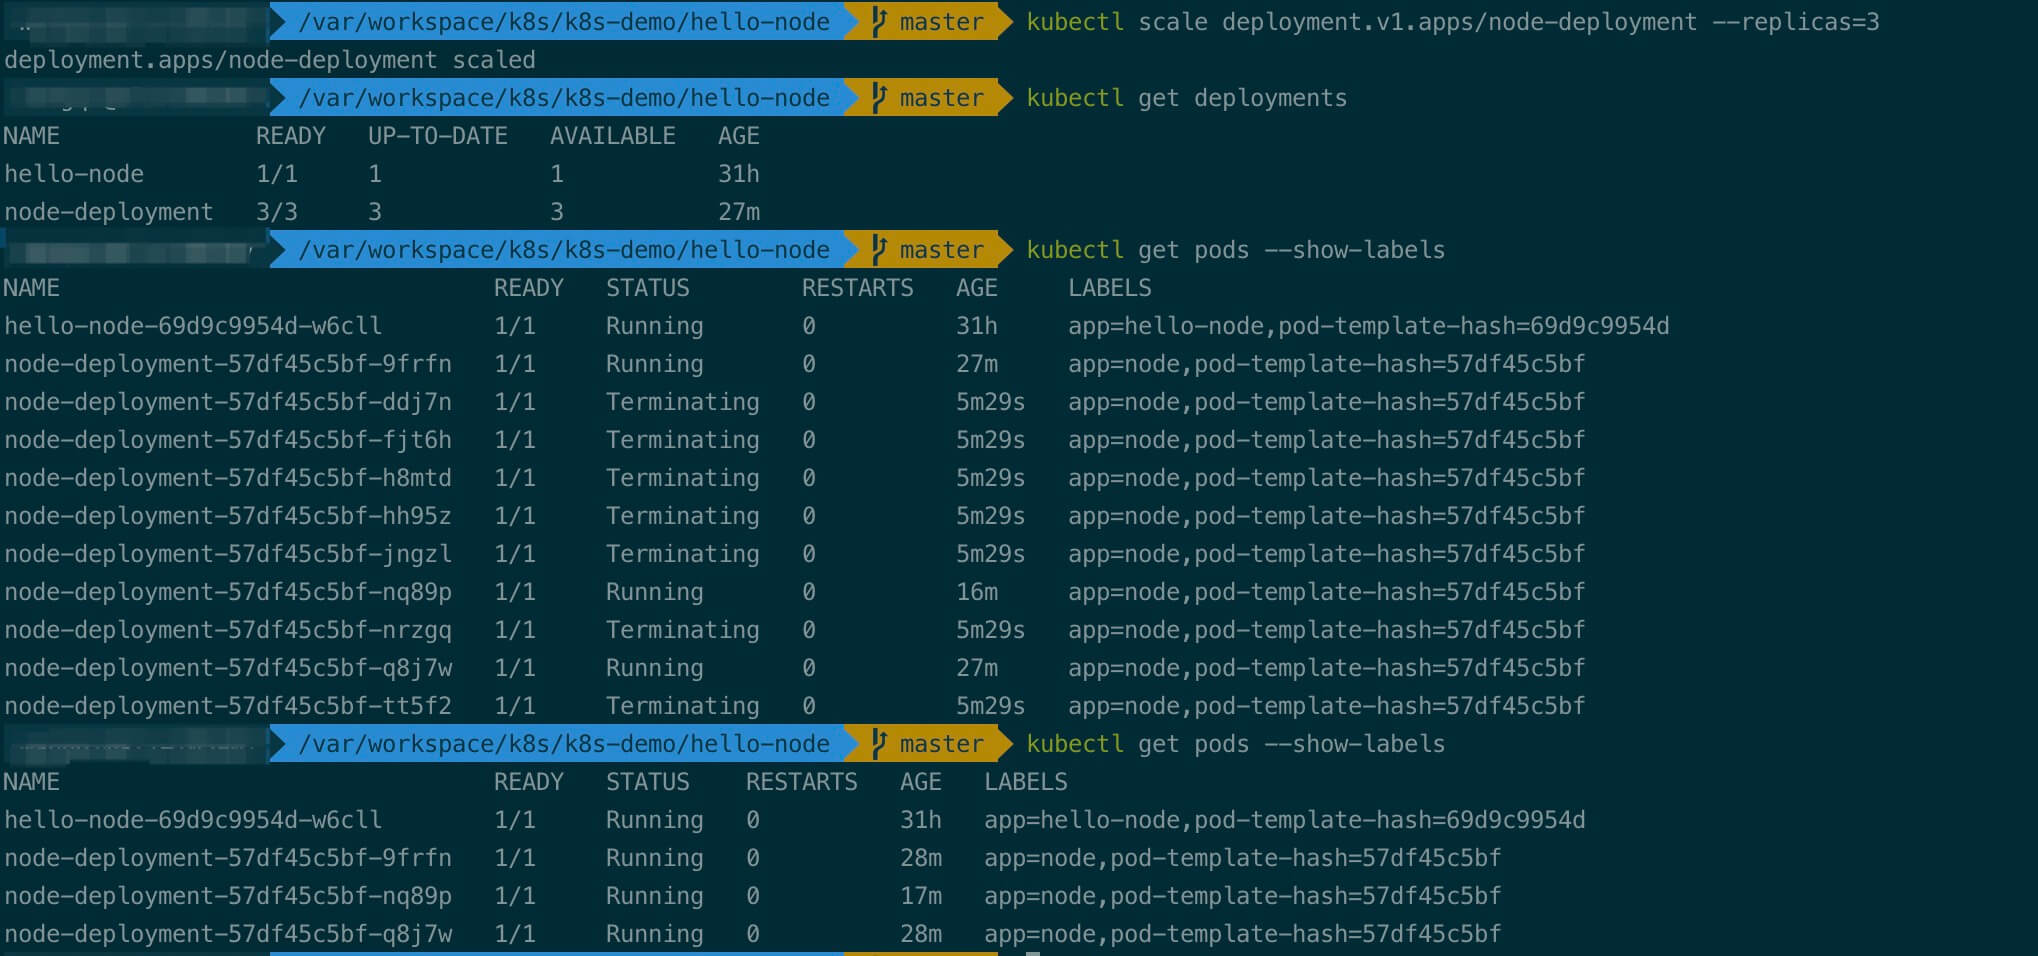 /var/workspace/k8s/k8s-demo/hello-node master kubectl scale deployment.v1.apps/node-deployment --replicas=3
deployment.apps/node-deployment scaled
/var/workspace/k8s/k8s-demo/hello-node master kubectl get deployments
NAME READY UP-TO-DATE AVAILABLE AGE
hello-node 1/1 1 1 31h
node-deployment 3/3 3 3 27m
/var/workspace/k8s/k8s-demo/hello-node master kubectl get pods --show-labels
NAME READY STATUS RESTARTS AGE LABELS
hello-node-69d9c9954d-w6cll 1/1 Running 0 31h app=hello-node,pod-template-hash=69d9c9954d
node-deployment-57df45c5bf-9frfn 1/1 Running 0 27m app=node,pod-template-hash=57df45c5bf
node-deployment-57df45c5bf-ddj7n 1/1 Terminating 0 5m29s app=node,pod-template-hash=57df45c5bf
node-deployment-57df45c5bf-fjt6h 1/1 Terminating 0 5m29s app=node,pod-template-hash=57df45c5bf
node-deployment-57df45c5bf-h8mtd 1/1 Terminating 0 5m29s app=node,pod-template-hash=57df45c5bf
node-deployment-57df45c5bf-hh95z 1/1 Terminating 0 5m29s app=node,pod-template-hash=57df45c5bf
node-deployment-57df45c5bf-jngzl 1/1 Terminating 0 5m29s app=node,pod-template-hash=57df45c5bf
node-deployment-57df45c5bf-nq89p 1/1 Running 0 16m app=node,pod-template-hash=57df45c5bf
node-deployment-57df45c5bf-nrzgq 1/1 Terminating 0 5m29s app=node,pod-template-hash=57df45c5bf
node-deployment-57df45c5bf-q8j7w 1/1 Running 0 27m app=node,pod-template-hash=57df45c5bf
node-deployment-57df45c5bf-tt5f2 1/1 Terminating 0 5m29s app=node,pod-template-hash=57df45c5bf
/var/workspace/k8s/k8s-demo/hello-node master kubectl get pods --show-labels
NAME READY STATUS RESTARTS AGE LABELS
hello-node-69d9c9954d-w6cll 1/1 Running 0 31h app=hello-node,pod-template-hash=69d9c9954d
node-deployment-57df45c5bf-9frfn 1/1 Running 0 28m app=node,pod-template-hash=57df45c5bf
node-deployment-57df45c5bf-nq89p 1/1 Running 0 17m app=node,pod-template-hash=57df45c5bf
node-deployment-57df45c5bf-q8j7w 1/1 Running 0 28m app=node,pod-template-hash=57df45c5bf